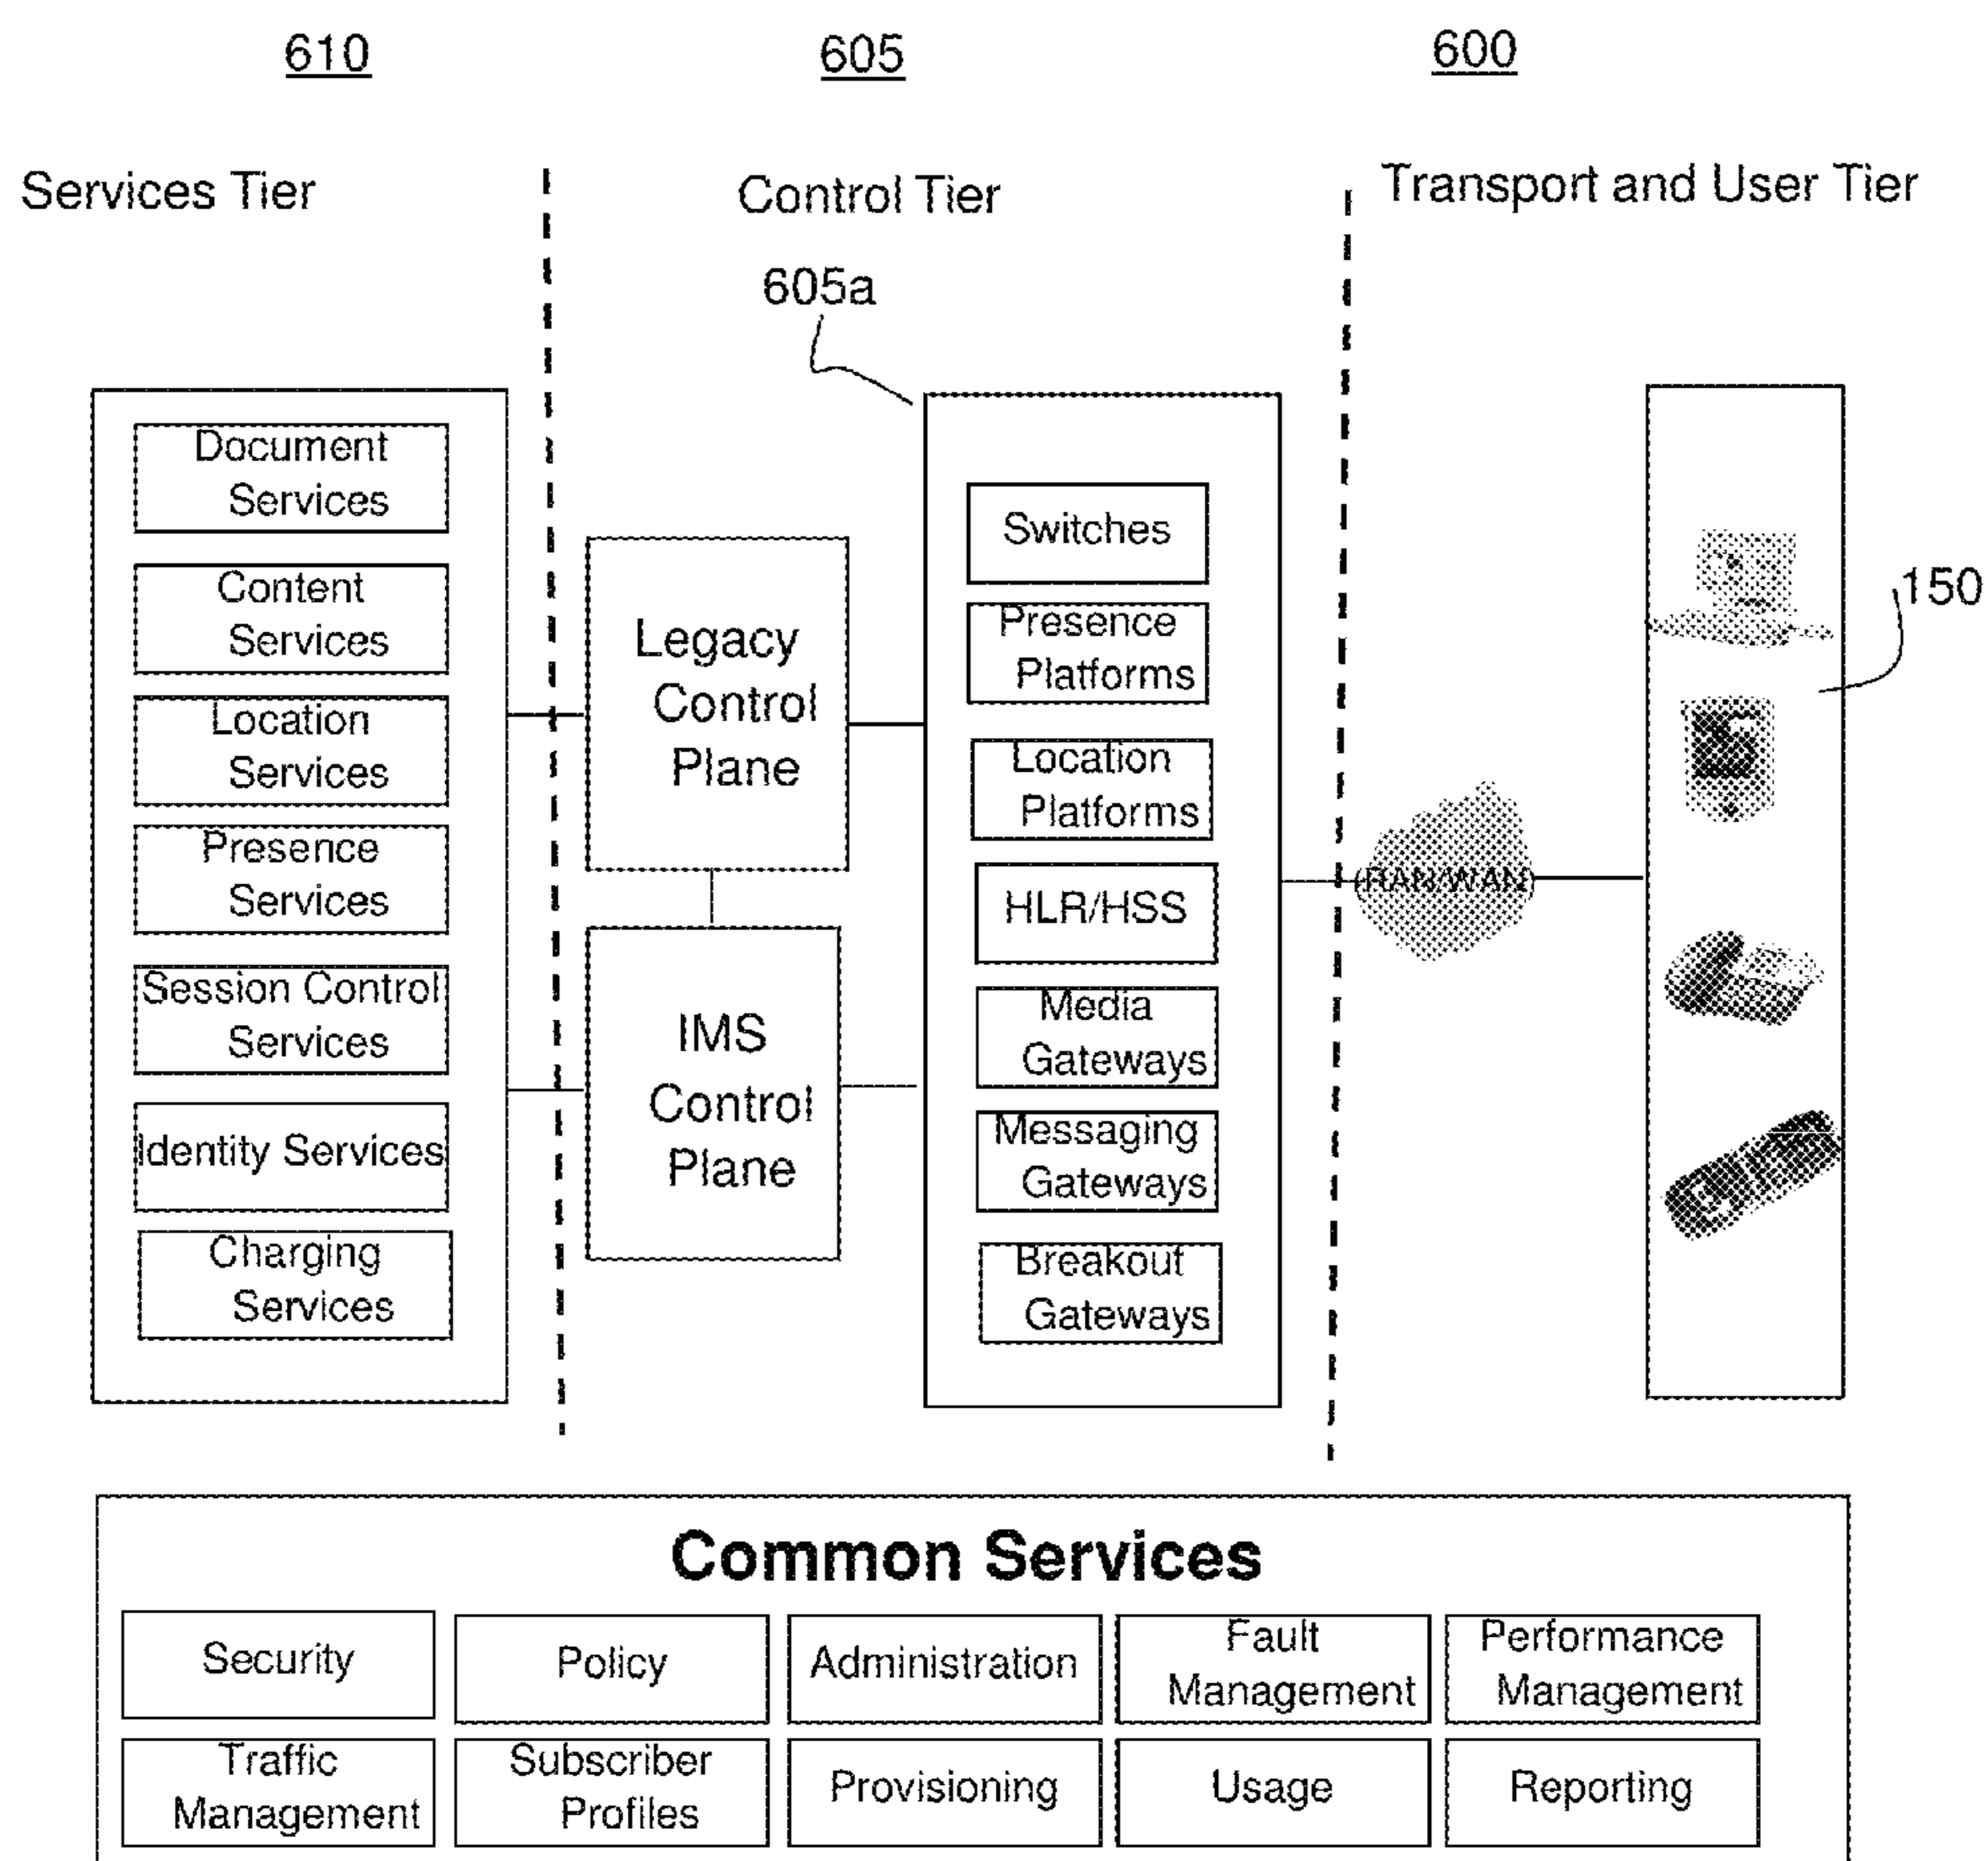 610
605
600
Services Tier
Control Tier
Transport and User Tier
605a
Document
Services
Content
Services
Location
Services
Presence
Services
Session Control
Services
Identity Services
Charging
Services
Legacy
Control
Plane
IMS
Control
Plane
Switches
Presence
Platforms
Location
Platforms
HLR/HSS
Media
Gateways
Messaging
Gateways
Breakout
Gateways
RAN/WAN
150
Common Services
Security
Policy
Administration
Fault
Management
Performance
Management
Traffic
Management
Subscriber
Profiles
Provisioning
Usage
Reporting